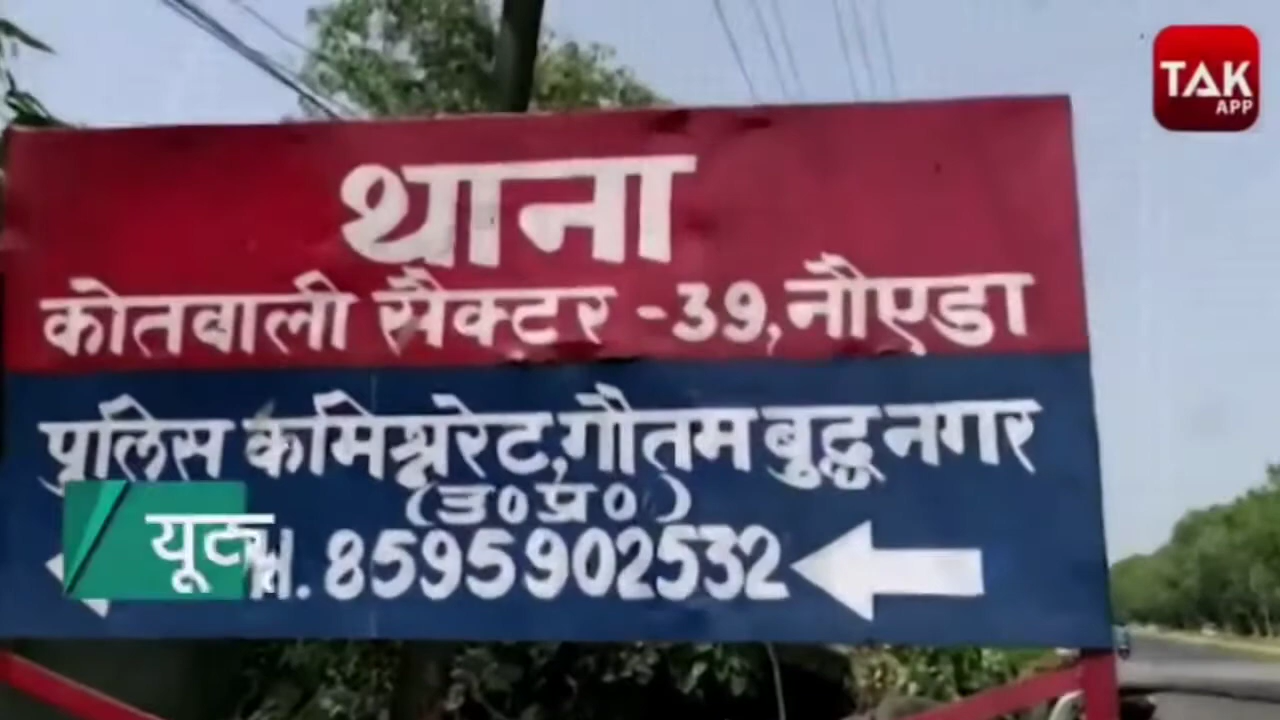 TAK
APP
थाना
कोतवाली सैक्टर -39, नौएडा
पुलिस कमिश्नरेट, गौतम बुद्ध नगर
(उ०प्र०)
8595902532